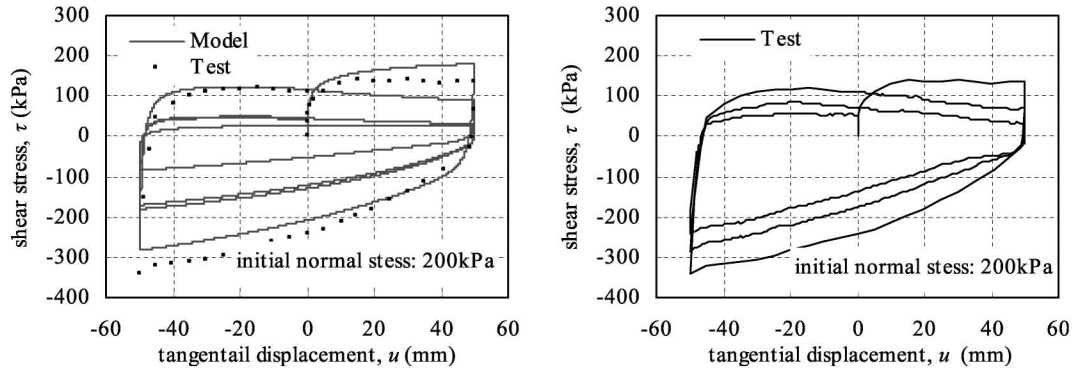 300
200
100
0
-100
-200
-300
-400
shear stress, τ (kPa)
Model
Test
initial normal stess: 200kPa
-60 -40 -20 0 20 40 60
tangentail displacement, u (mm)
300
200
100
0
-100
-200
-300
-400
shear stress, τ (kPa)
Test
initial normal stess: 200kPa
-60 -40 -20 0 20 40 60
tangential displacement, u (mm)